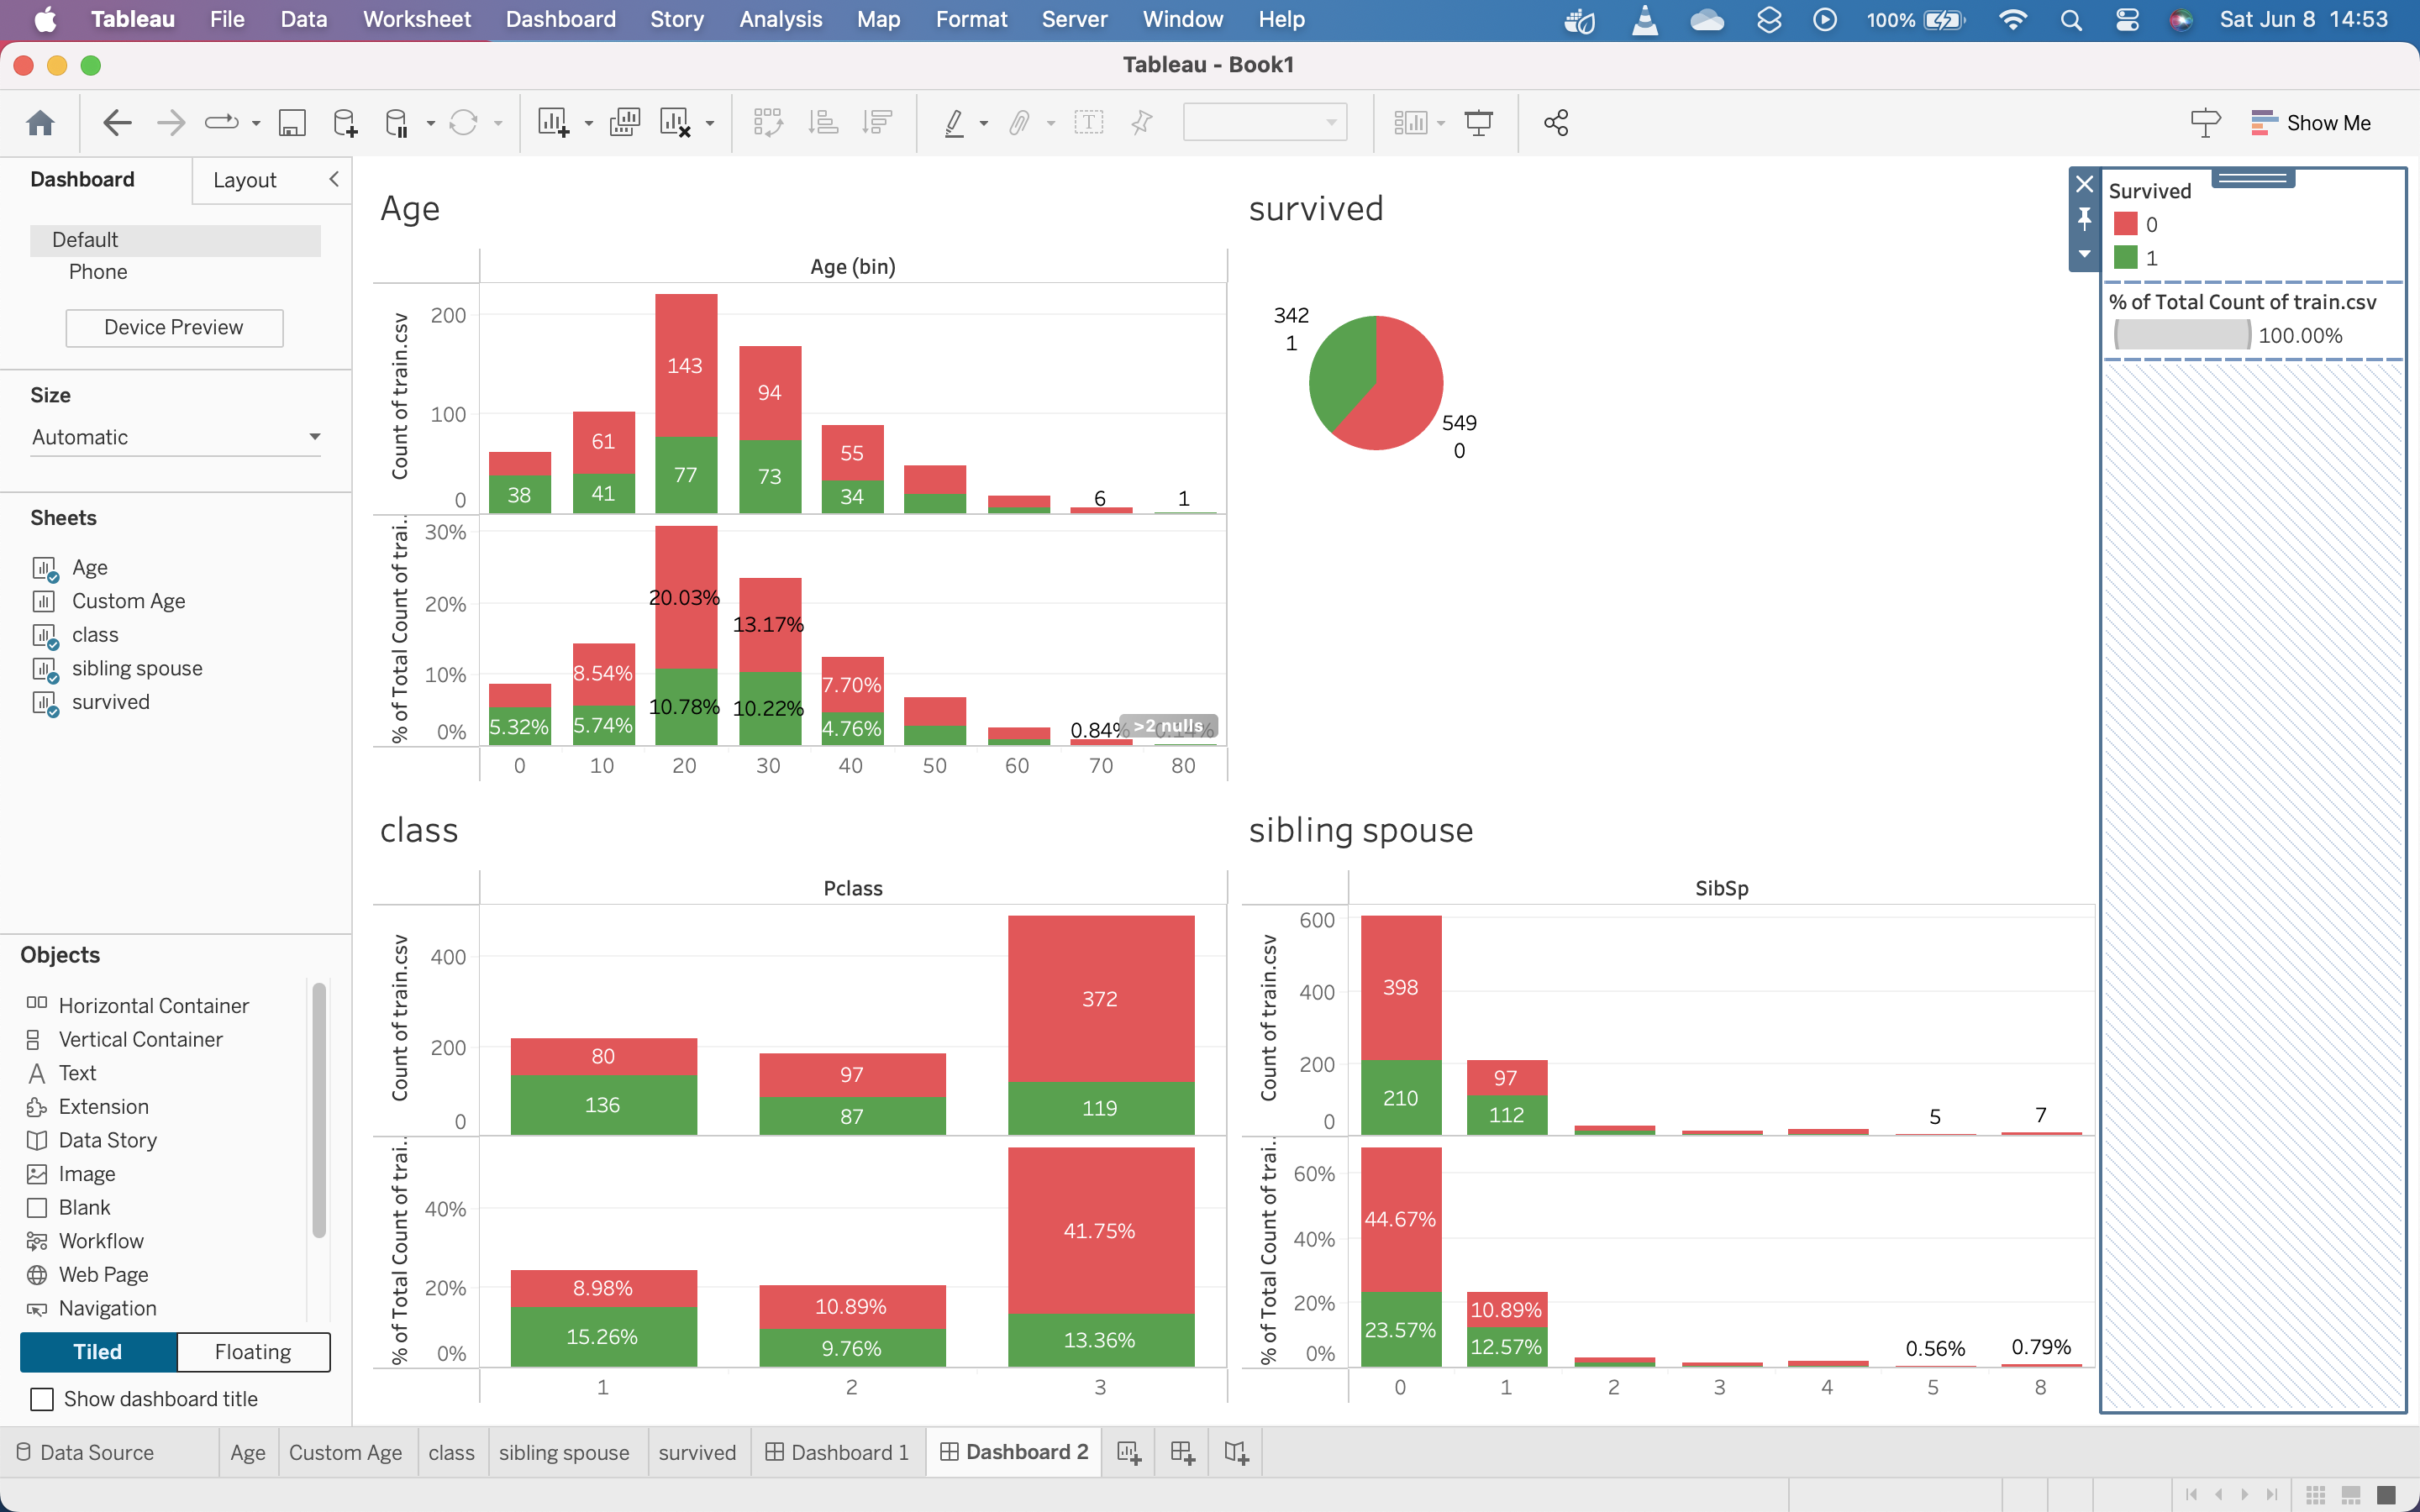 Tableau File Data Worksheet Dashboard Story Analysis Map Format Server Window Help 100% Sat Jun 8 14:53
Tableau - Book1
Show Me
Dashboard Layout
Default
Phone
Device Preview
Size
Automatic
Sheets
Age
Custom Age
class
sibling spouse
survived
Objects
Horizontal Container
Vertical Container
Text
Extension
Data Story
Image
Blank
Workflow
Web Page
Navigation
Tiled Floating
Show dashboard title
Age
Age (bin)
Count of train.csv
200
100
0
143
94
61
55
38 41 77 73 34 6 1
% of Total Count of trai..
30%
20%
10%
0%
20.03%
13.17%
8.54% 7.70%
10.78% 10.22%
5.32% 5.74% 4.76% 0.84%
>2 nulls
0 10 20 30 40 50 60 70 80
survived
342
1
549
0
class
Pclass
Count of train.csv
400
200
0
372
80 97
136 87 119
% of Total Count of trai..
40%
20%
0%
41.75%
8.98% 10.89%
15.26% 9.76% 13.36%
1 2 3
sibling spouse
SibSp
Count of train.csv
600
400
200
0
398
97
210 112 5 7
% of Total Count of trai..
60%
40%
20%
0%
44.67%
10.89%
23.57% 12.57% 0.56% 0.79%
0 1 2 3 4 5 8
Survived
0
1
% of Total Count of train.csv
100.00%
Data Source Age Custom Age class sibling spouse survived Dashboard 1 Dashboard 2